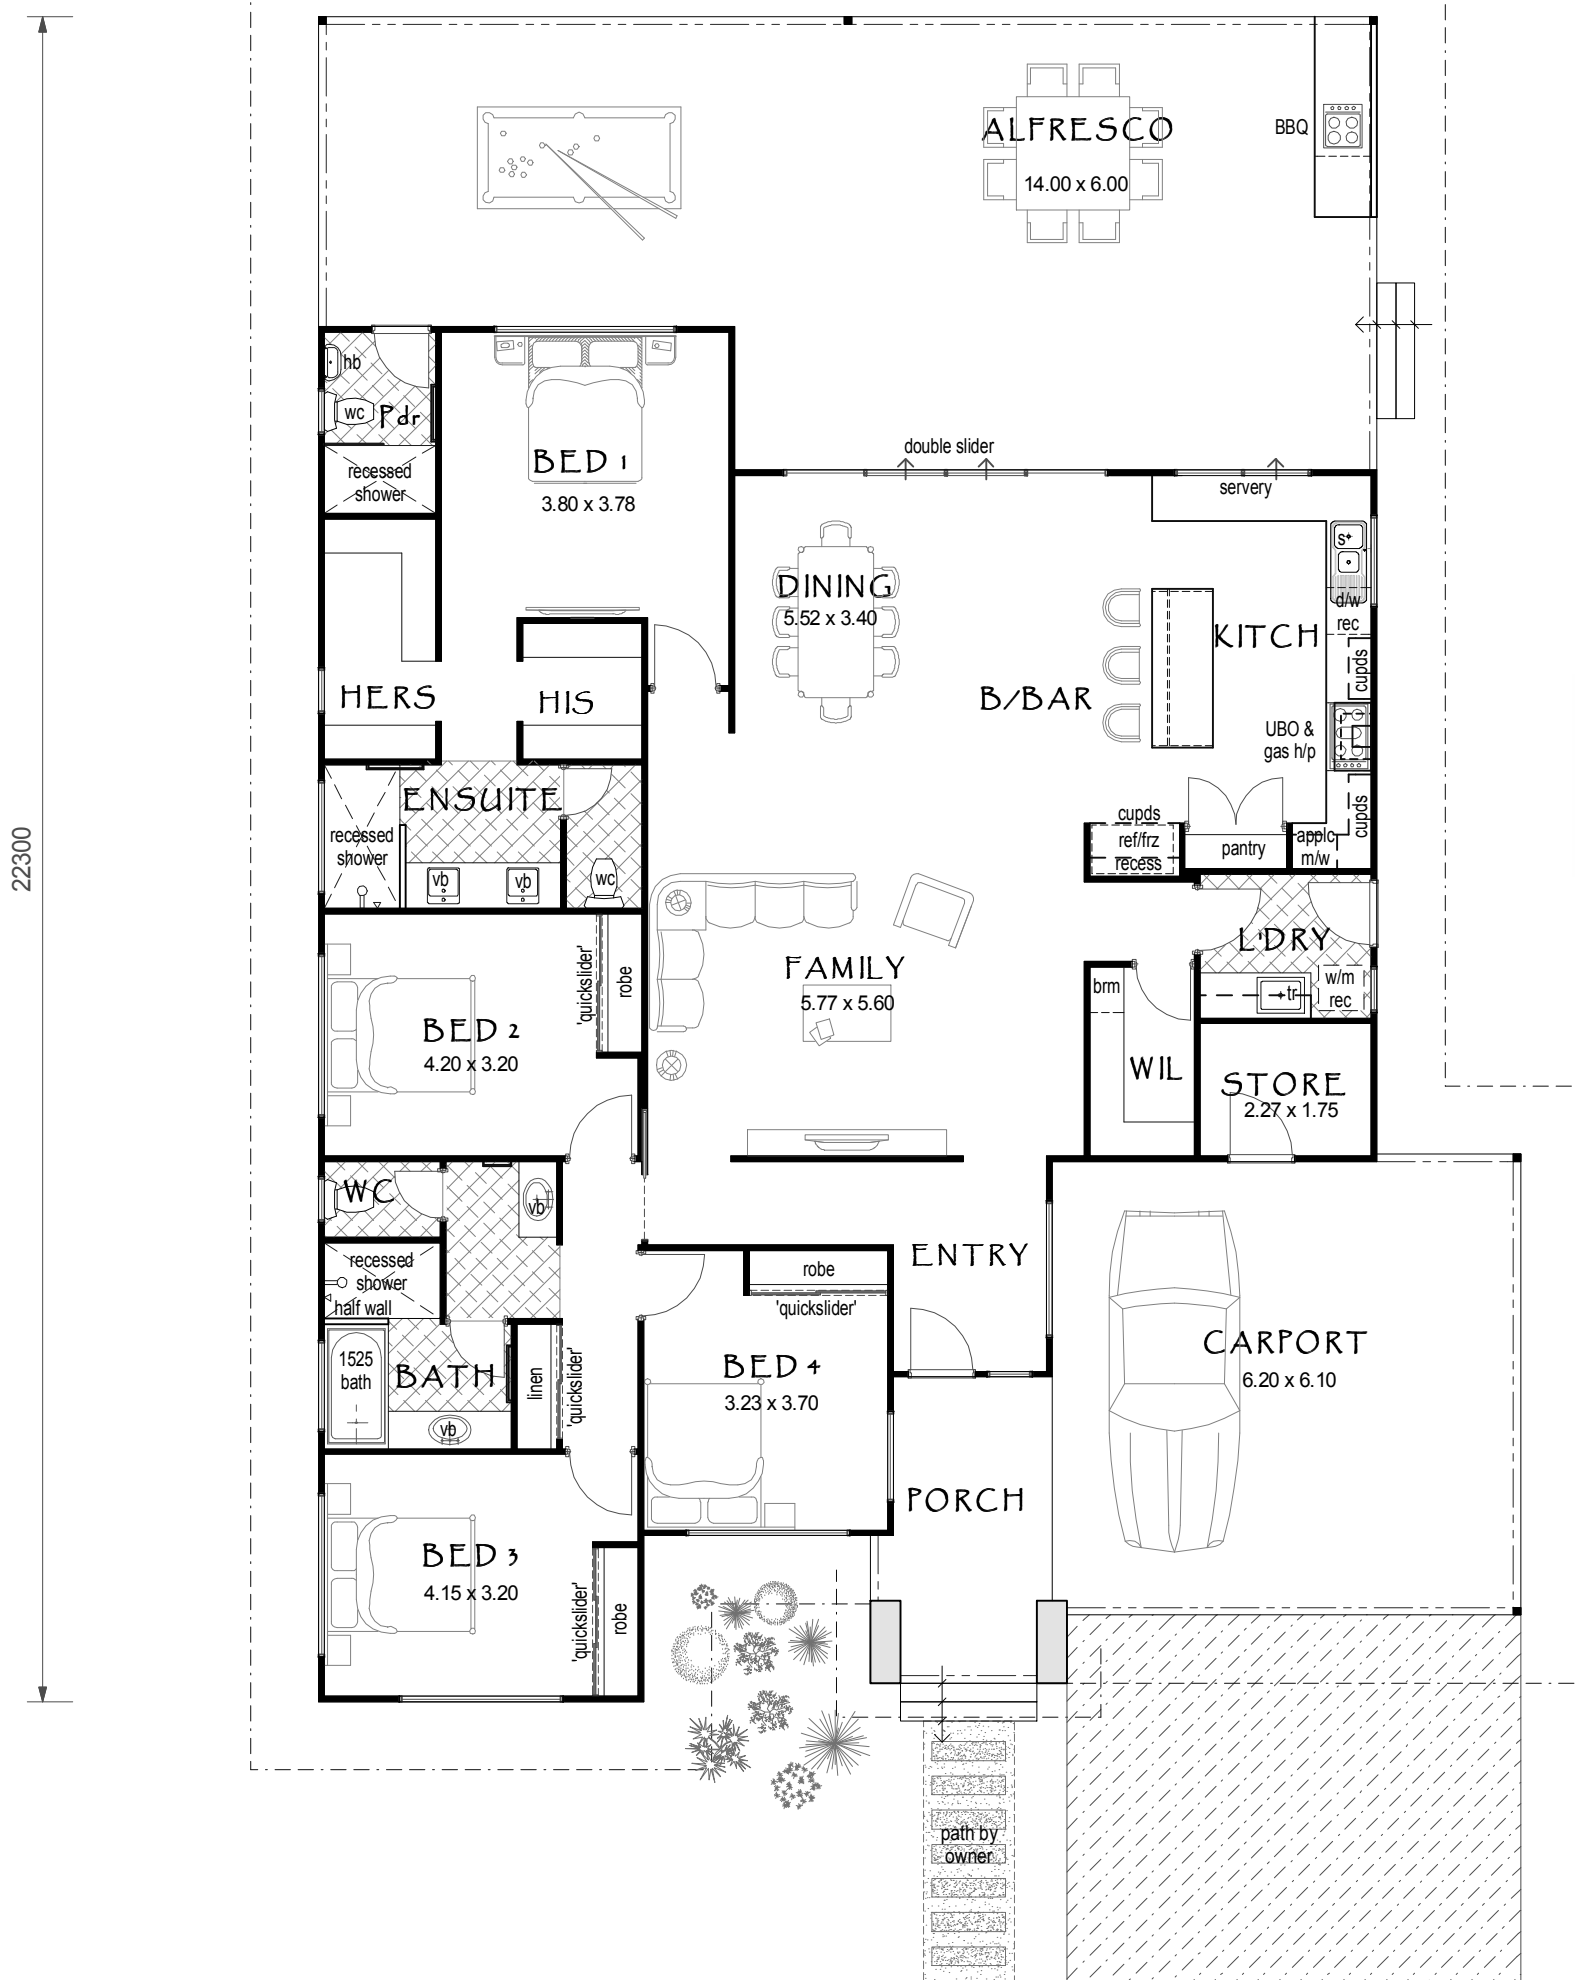 22300
ALFRESCO
14.00 x 6.00
BBQ
hb
wc
Pdr
recessed
shower
BED 1
3.80 x 3.78
double slider
servery
HERS
HIS
DINING
5.52 x 3.40
B/BAR
KITCH
s
d/w
rec
cupds
UBO &
gas h/p
cupds
cupds
ref/frz
recess
pantry
applc
m/w
ENSUITE
recessed
shower
vb
vb
wc
BED 2
4.20 x 3.20
'quickslider'
robe
FAMILY
5.77 x 5.60
L'DRY
tr
w/m
rec
brm
WIL
STORE
2.27 x 1.75
WC
vb
recessed
shower
half wall
1525
bath
BATH
vb
linen
'quickslider'
robe
'quickslider'
BED 4
3.23 x 3.70
ENTRY
CARPORT
6.20 x 6.10
PORCH
BED 3
4.15 x 3.20
'quickslider'
robe
path by
owner